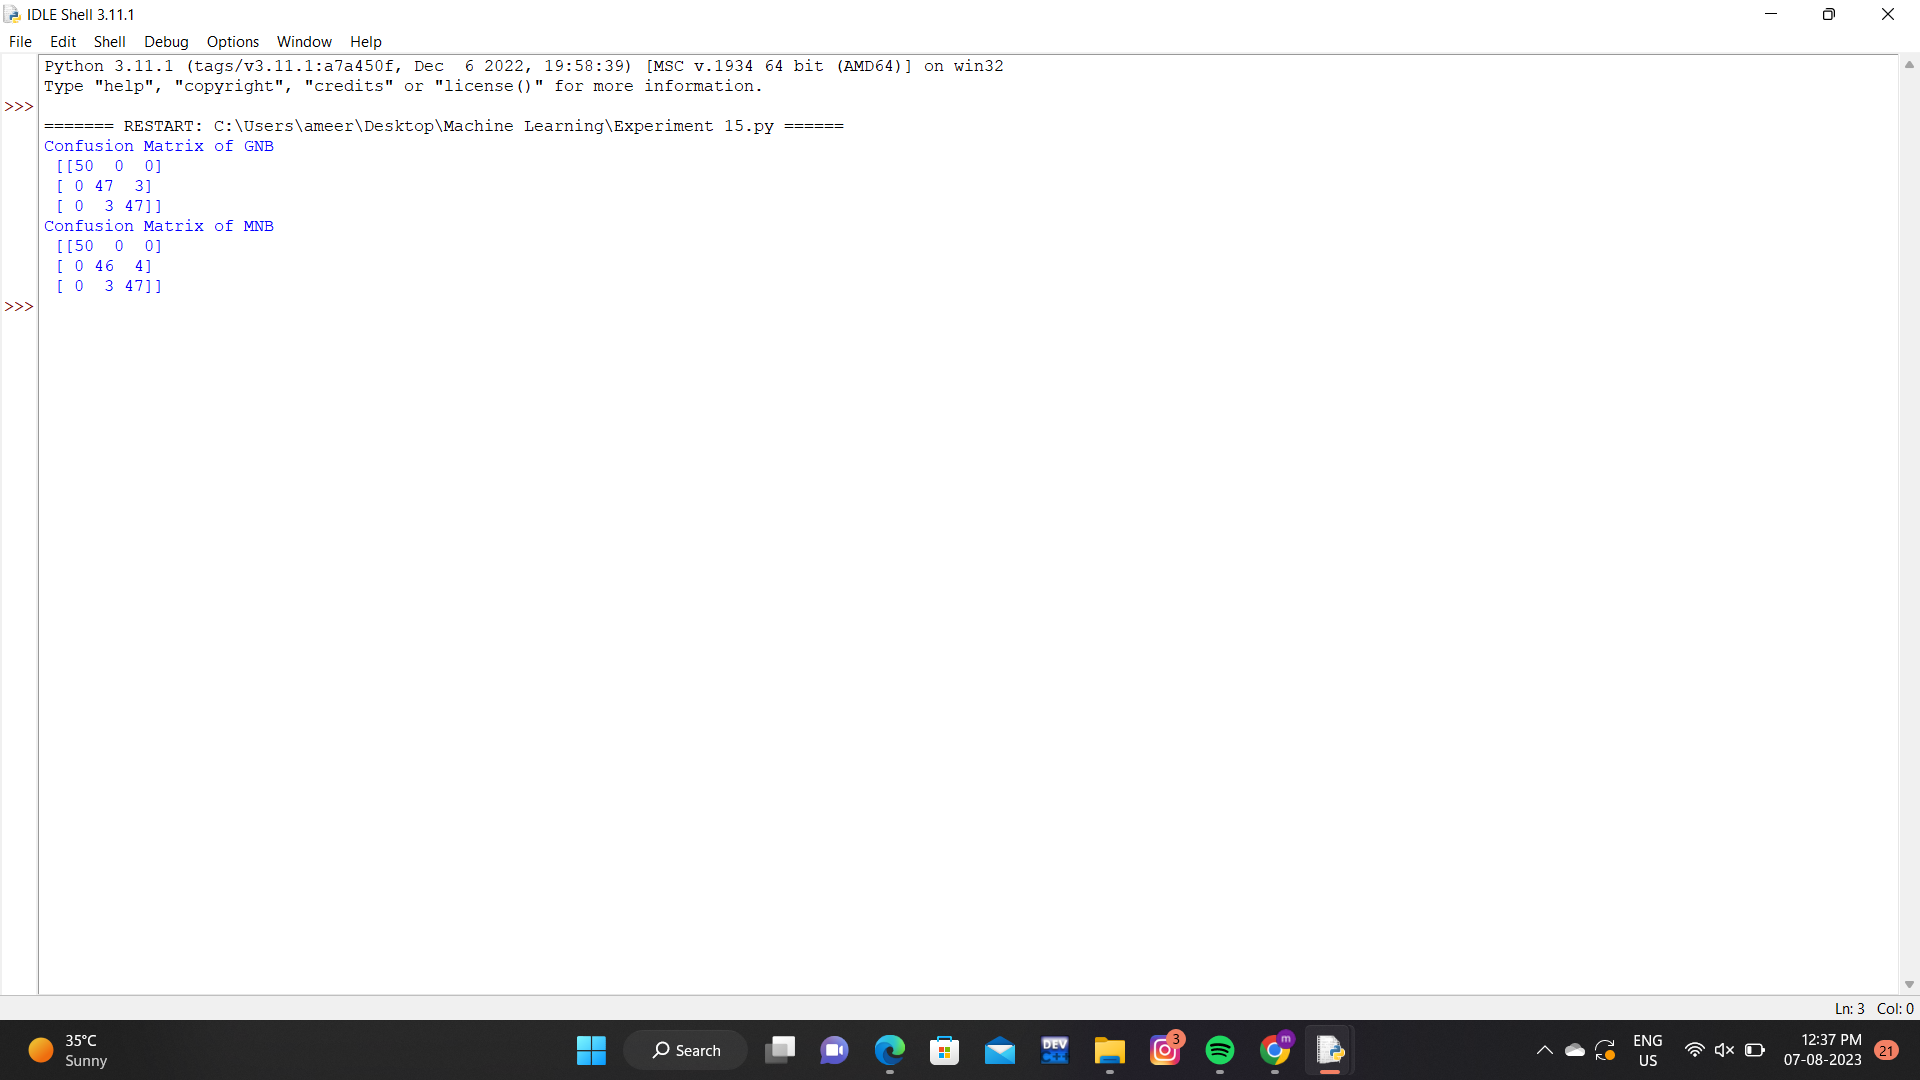 IDLE Shell 3.11.1
File Edit Shell Debug Options Window Help
Python 3.11.1 (tags/v3.11.1:a7a450f, Dec  6 2022, 19:58:39) [MSC v.1934 64 bit (AMD64)] on win32
Type "help", "copyright", "credits" or "license()" for more information.
>>>
======= RESTART: C:\Users\ameer\Desktop\Machine Learning\Experiment 15.py ======
Confusion Matrix of GNB
[[50  0  0]
[ 0 47  3]
[ 0  3 47]]
Confusion Matrix of MNB
[[50  0  0]
[ 0 46  4]
[ 0  3 47]]
>>>
Ln: 3 Col: 0
35°C
Sunny
Search
DEV
C++
3
m
ENG
US
12:37 PM
07-08-2023
21